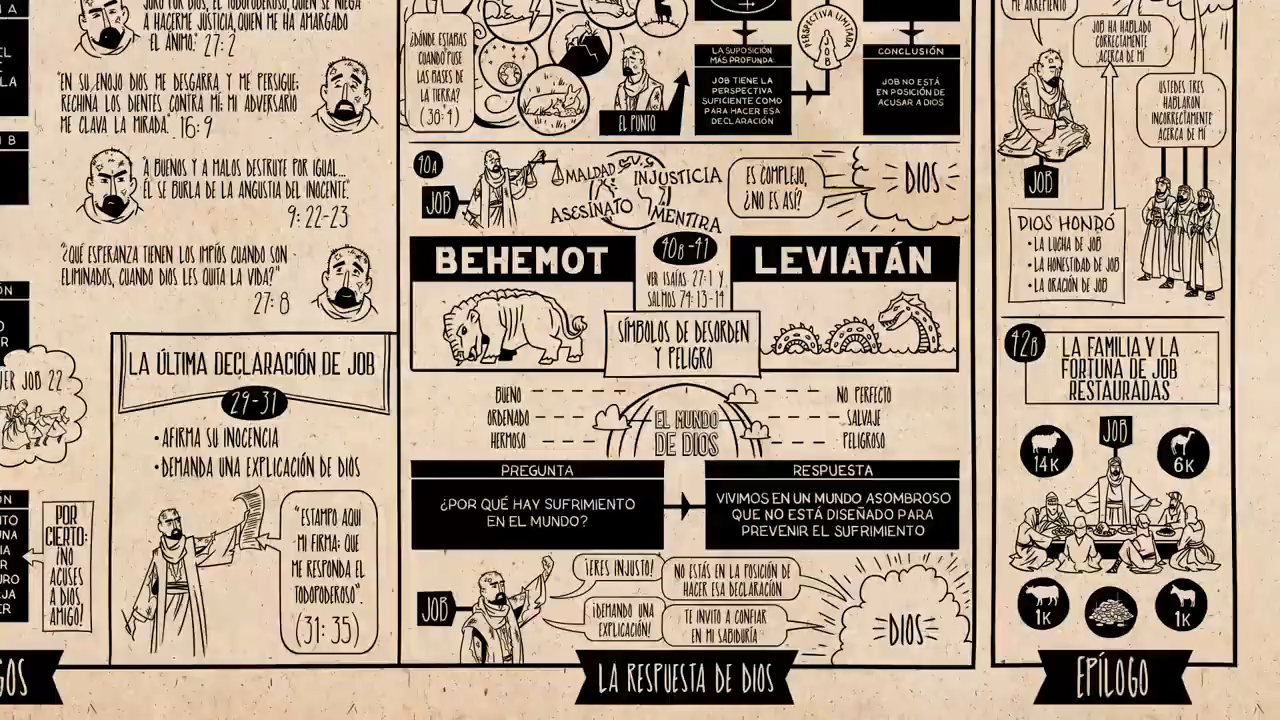 JURO POR DIOS, EL TODOPODEROSO, QUIEN SE NIEGA
A HACERME JUSTICIA, QUIEN ME HA AMARGADO
EL ÁNIMO." 27:2
"EN SU ENOJO DIOS ME DESGARRA Y ME PERSIGUE;
RECHINA LOS DIENTES CONTRA MÍ; MI ADVERSARIO
ME CLAVA LA MIRADA." 16:9
"A BUENOS Y A MALOS DESTRUYE POR IGUAL...
ÉL SE BURLA DE LA ANGUSTIA DEL INOCENTE."
9:22-23
"¿QUÉ ESPERANZA TIENEN LOS IMPÍOS CUANDO SON
ELIMINADOS, CUANDO DIOS LES QUITA LA VIDA?"
27:8
VER JOB 22
POR
CIERTO:
¡NO
ACUSES
A DIOS,
AMIGO!
LA ÚLTIMA DECLARACIÓN DE JOB
29-31
•AFIRMA SU INOCENCIA
•DEMANDA UNA EXPLICACIÓN DE DIOS
"ESTAMPO AQUÍ
MI FIRMA; QUE
ME RESPONDA EL
TODOPODEROSO".
(31:35)
¿DÓNDE ESTABAS
CUANDO PUSE
LAS BASES DE
LA TIERRA?
(38:4)
EL PUNTO
LA SUPOSICIÓN
MÁS PROFUNDA:
JOB TIENE LA
PERSPECTIVA
SUFICIENTE COMO
PARA HACER ESA
DECLARACIÓN
PERSPECTIVA LIMITADA
JOB
CONCLUSIÓN
JOB NO ESTÁ
EN POSICIÓN DE
ACUSAR A DIOS
40A
JOB
MALDAD
INJUSTICIA
ASESINATO
MENTIRA
ES COMPLEJO,
¿NO ES ASÍ?
DIOS
BEHEMOT
40B-41
VER ISAÍAS 27:1 Y
SALMOS 74:13-14
LEVIATÁN
SÍMBOLOS DE DESORDEN
Y PELIGRO
BUENO
ORDENADO
HERMOSO
EL MUNDO
DE DIOS
NO PERFECTO
SALVAJE
PELIGROSO
PREGUNTA
¿POR QUÉ HAY SUFRIMIENTO
EN EL MUNDO?
RESPUESTA
VIVIMOS EN UN MUNDO ASOMBROSO
QUE NO ESTÁ DISEÑADO PARA
PREVENIR EL SUFRIMIENTO
JOB
¡ERES INJUSTO!
¡DEMANDO UNA
EXPLICACIÓN!
NO ESTÁS EN LA POSICIÓN DE
HACER ESA DECLARACIÓN
TE INVITO A CONFIAR
EN MI SABIDURÍA
DIOS
LA RESPUESTA DE DIOS
ME ARREPIENTO
JOB HA HABLADO
CORRECTAMENTE
ACERCA DE MÍ
USTEDES TRES
HABLARON
INCORRECTAMENTE
ACERCA DE MÍ
JOB
DIOS HONRÓ
•LA LUCHA DE JOB
•LA HONESTIDAD DE JOB
•LA ORACIÓN DE JOB
42B
LA FAMILIA Y LA
FORTUNA DE JOB
RESTAURADAS
JOB
14K
6K
1K
1K
EPÍLOGO